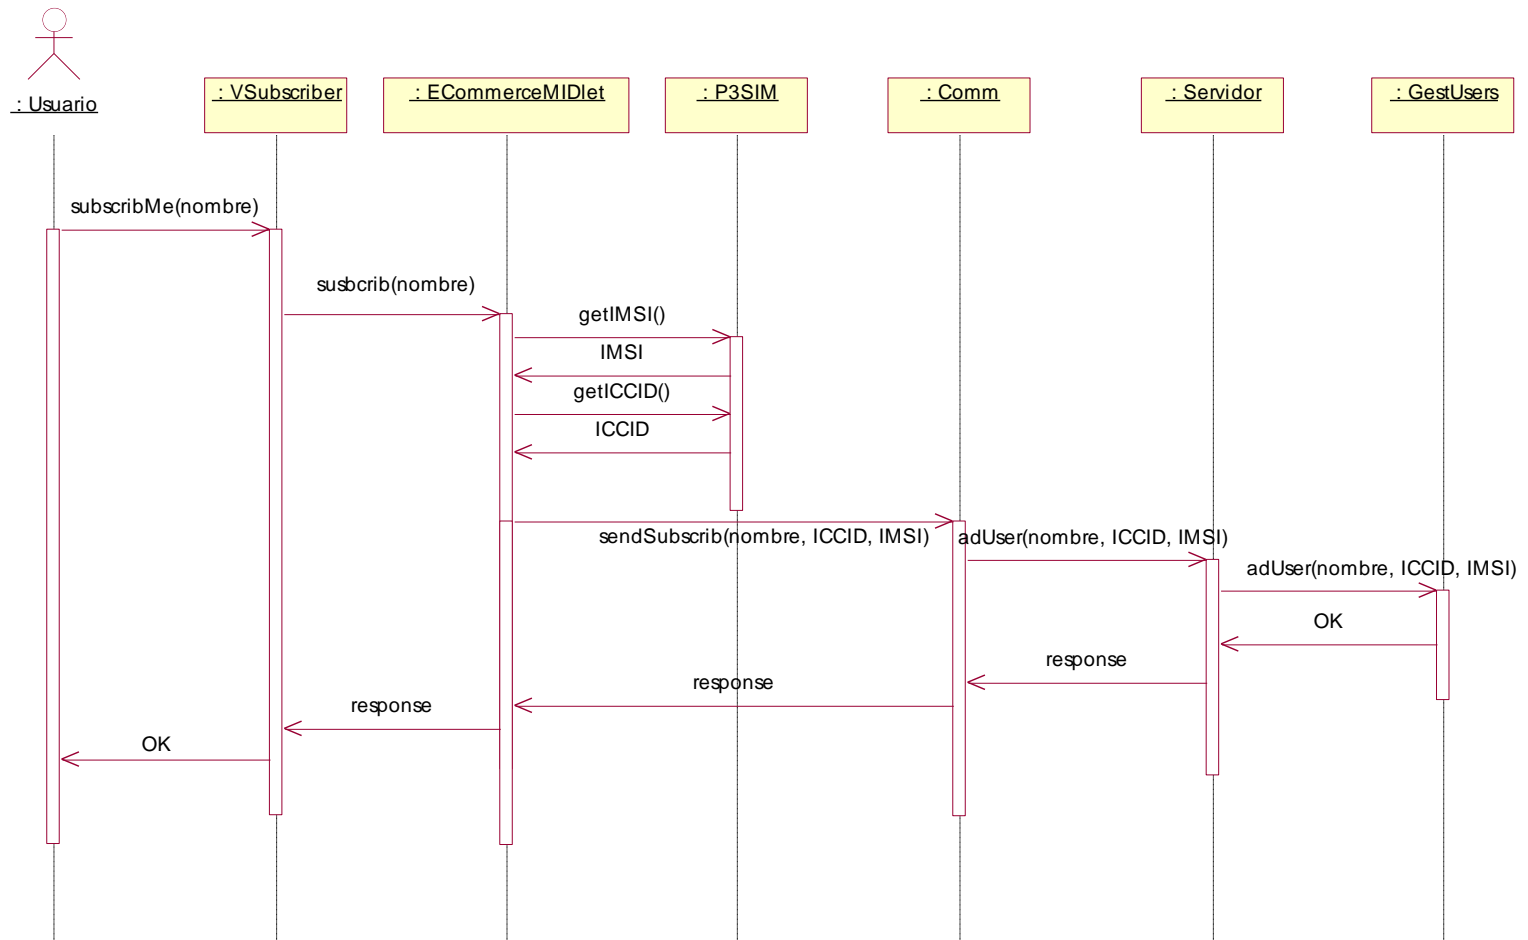 : Usuario
: VSubscriber
: ECommerceMIDlet
: P3SIM
: Comm
: Servidor
: GestUsers
subscribMe(nombre)
susbcrib(nombre)
getIMSI()
IMSI
getICCID()
ICCID
sendSubscrib(nombre, ICCID, IMSI)
adUser(nombre, ICCID, IMSI)
adUser(nombre, ICCID, IMSI)
OK
response
response
response
OK